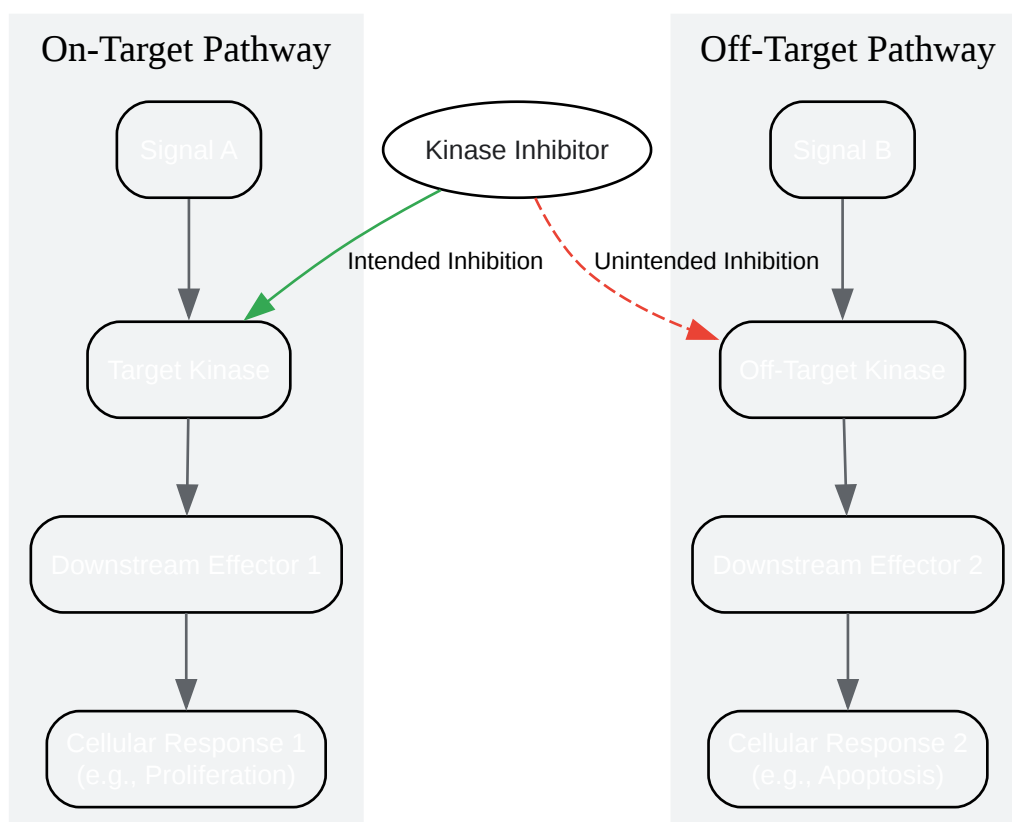 On-Target Pathway
Off-Target Pathway
Signal A
Kinase Inhibitor
Signal B
Intended Inhibition
Unintended Inhibition
Target Kinase
Off-Target Kinase
Downstream Effector 1
Downstream Effector 2
Cellular Response 1
(e.g., Proliferation)
Cellular Response 2
(e.g., Apoptosis)